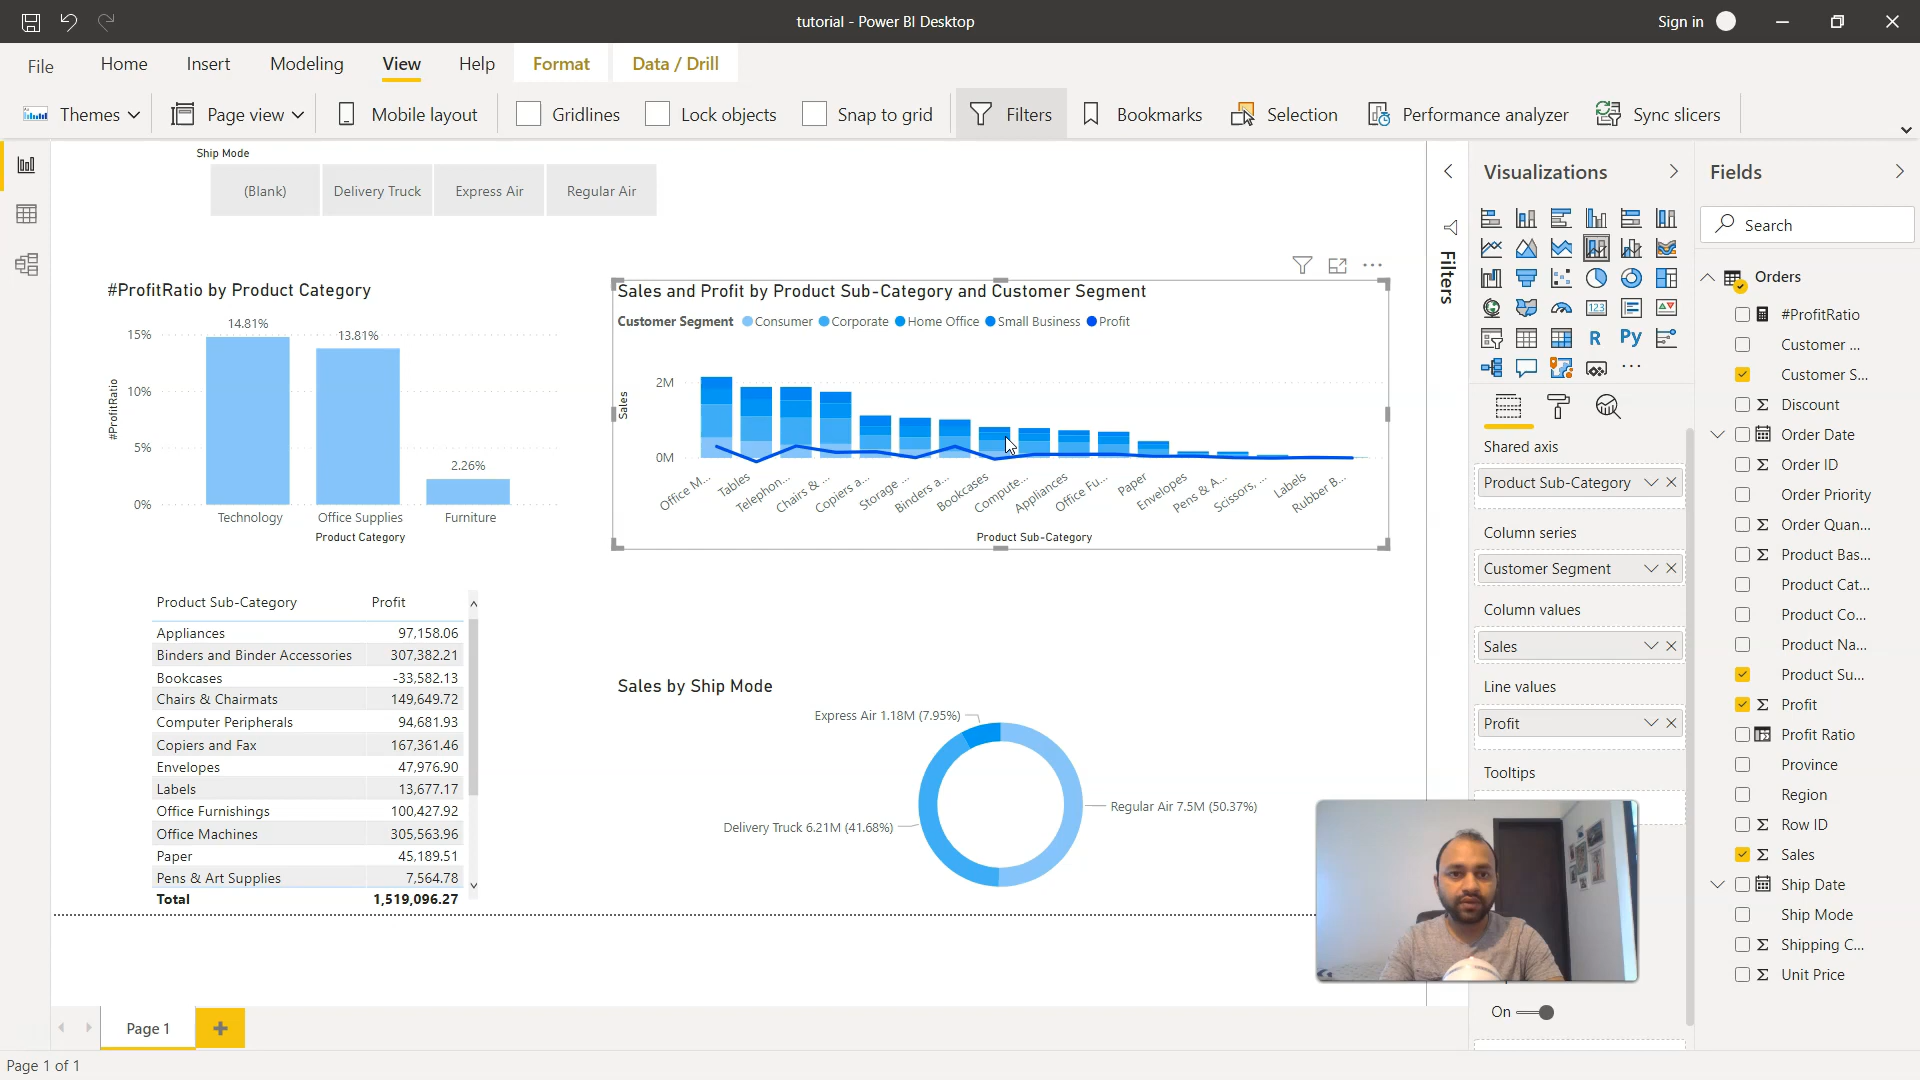 tutorial - Power BI Desktop
Sign in
File Home Insert Modeling View Help Format Data / Drill
Themes Page view Mobile layout Gridlines Lock objects Snap to grid Filters Bookmarks Selection Performance analyzer Sync slicers
Ship Mode
(Blank) Delivery Truck Express Air Regular Air
#ProfitRatio by Product Category
15%
10%
5%
0%
#ProfitRatio
14.81%
13.81%
2.26%
Technology Office Supplies Furniture
Product Category
Sales and Profit by Product Sub-Category and Customer Segment
Customer Segment Consumer Corporate Home Office Small Business Profit
2M
0M
Sales
Office M... Tables Telephon... Chairs & ... Copiers a... Storage ... Binders a... Bookcases Compute... Appliances Office Fu... Paper Envelopes Pens & A... Scissors, ... Labels Rubber B...
Product Sub-Category
Product Sub-Category Profit
Appliances 97,158.06
Binders and Binder Accessories 307,382.21
Bookcases -33,582.13
Chairs & Chairmats 149,649.72
Computer Peripherals 94,681.93
Copiers and Fax 167,361.46
Envelopes 47,976.90
Labels 13,677.17
Office Furnishings 100,427.92
Office Machines 305,563.96
Paper 45,189.51
Pens & Art Supplies 7,564.78
Total 1,519,096.27
Sales by Ship Mode
Express Air 1.18M (7.95%)
Regular Air 7.5M (50.37%)
Delivery Truck 6.21M (41.68%)
Filters
Visualizations
R Py
123
Shared axis
Product Sub-Category
Column series
Customer Segment
Column values
Sales
Line values
Profit
Tooltips
On
Fields
Search
Orders
#ProfitRatio
Customer ...
Customer S...
Discount
Order Date
Order ID
Order Priority
Order Quan...
Product Bas...
Product Cat...
Product Co...
Product Na...
Product Su...
Profit
Profit Ratio
Province
Region
Row ID
Sales
Ship Date
Ship Mode
Shipping C...
Unit Price
Page 1
Page 1 of 1